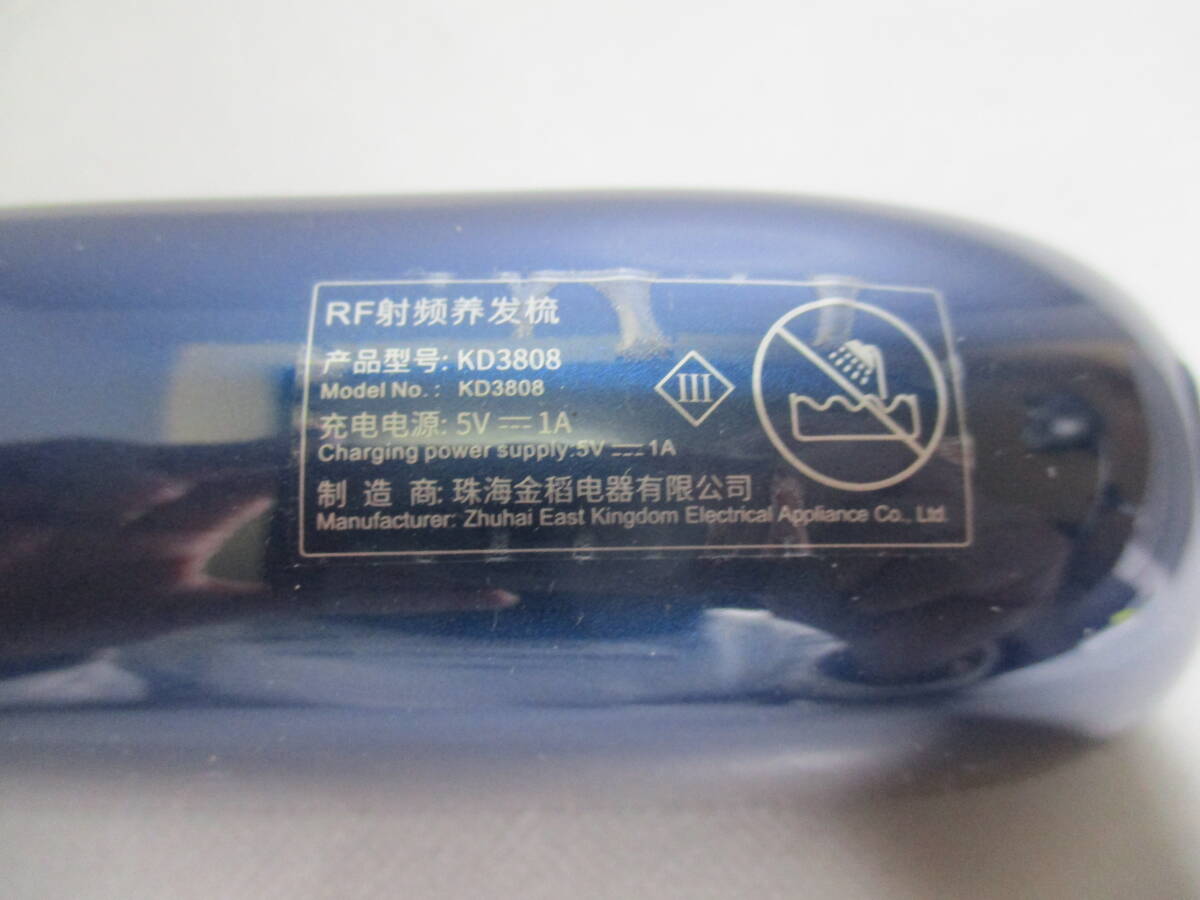 RF射频养发梳
产品型号: KD3808
Model No.: KD3808
充电电源: 5V⎓1A
Charging power supply:5V⎓1A
制 造 商: 珠海金稻电器有限公司
Manufacturer: Zhuhai East Kingdom Electrical Appliance Co., Ltd.
III